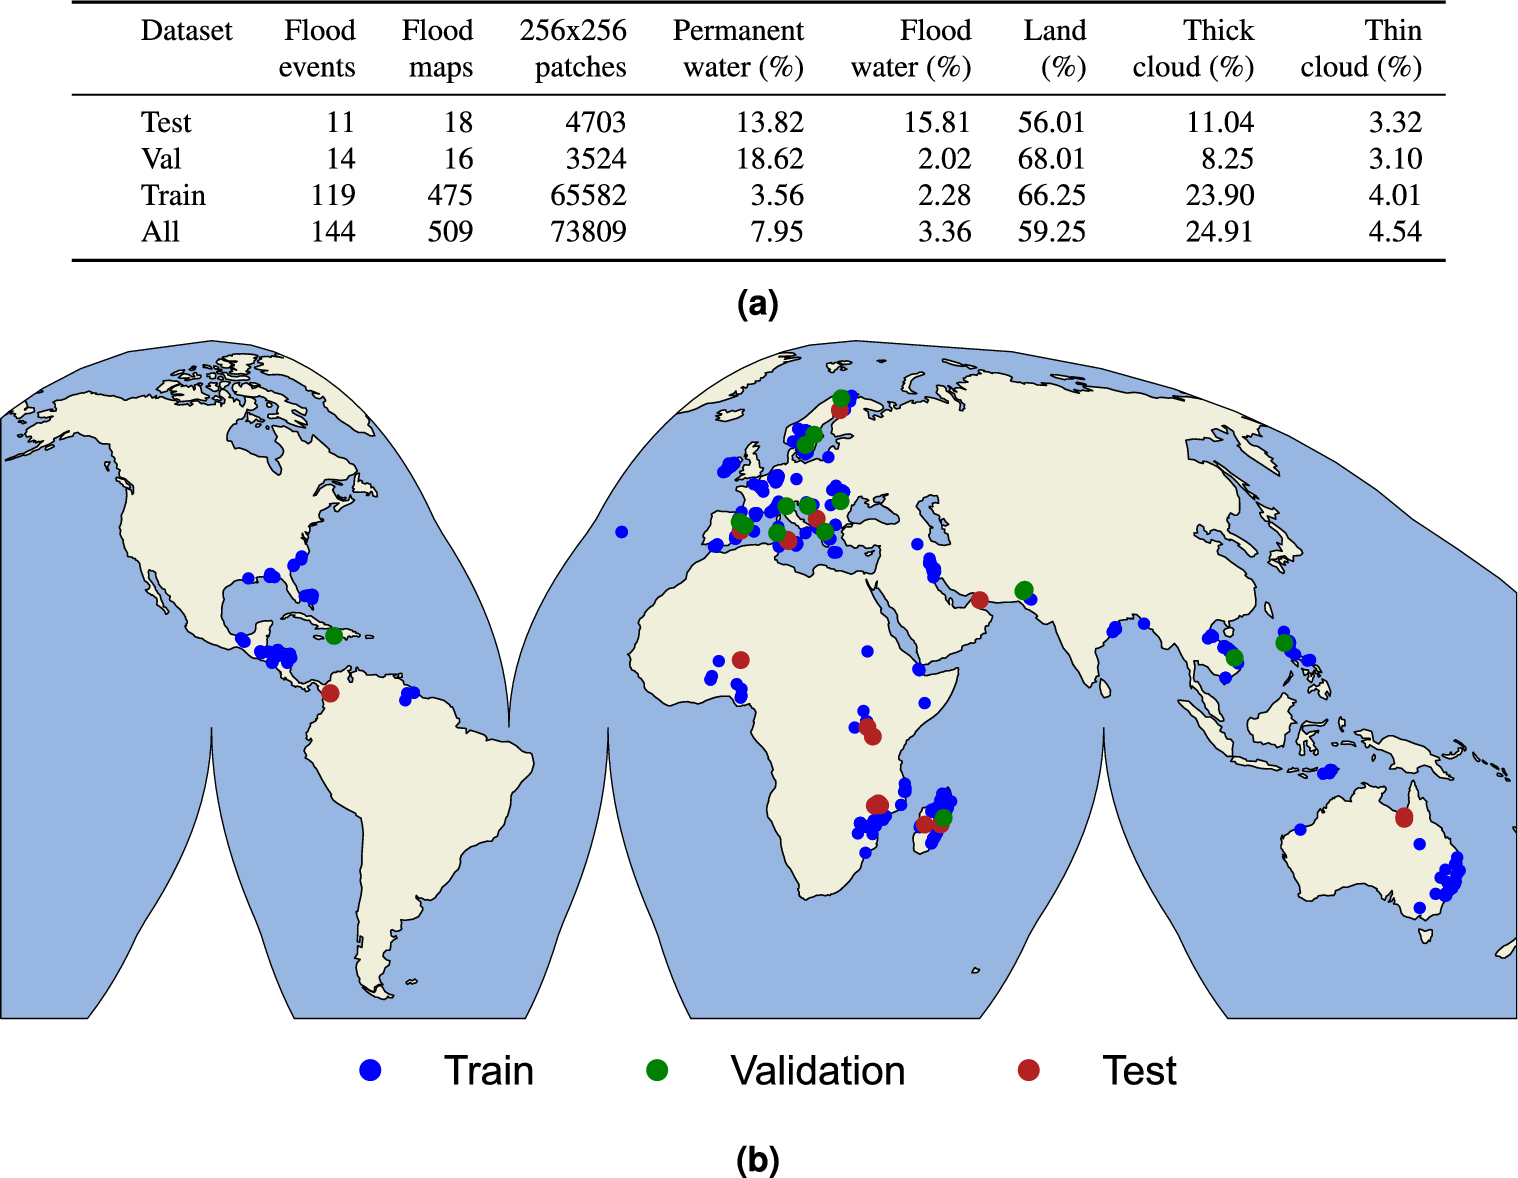 Dataset Flood Flood 256x256 Permanent Flood Land Thick Thin
events maps patches water (%) water (%) (%) cloud (%) cloud (%)
Test 11 18 4703 13.82 15.81 56.01 11.04 3.32
Val 14 16 3524 18.62 2.02 68.01 8.25 3.10
Train 119 475 65582 3.56 2.28 66.25 23.90 4.01
All 144 509 73809 7.95 3.36 59.25 24.91 4.54
(a)
Train Validation Test
(b)